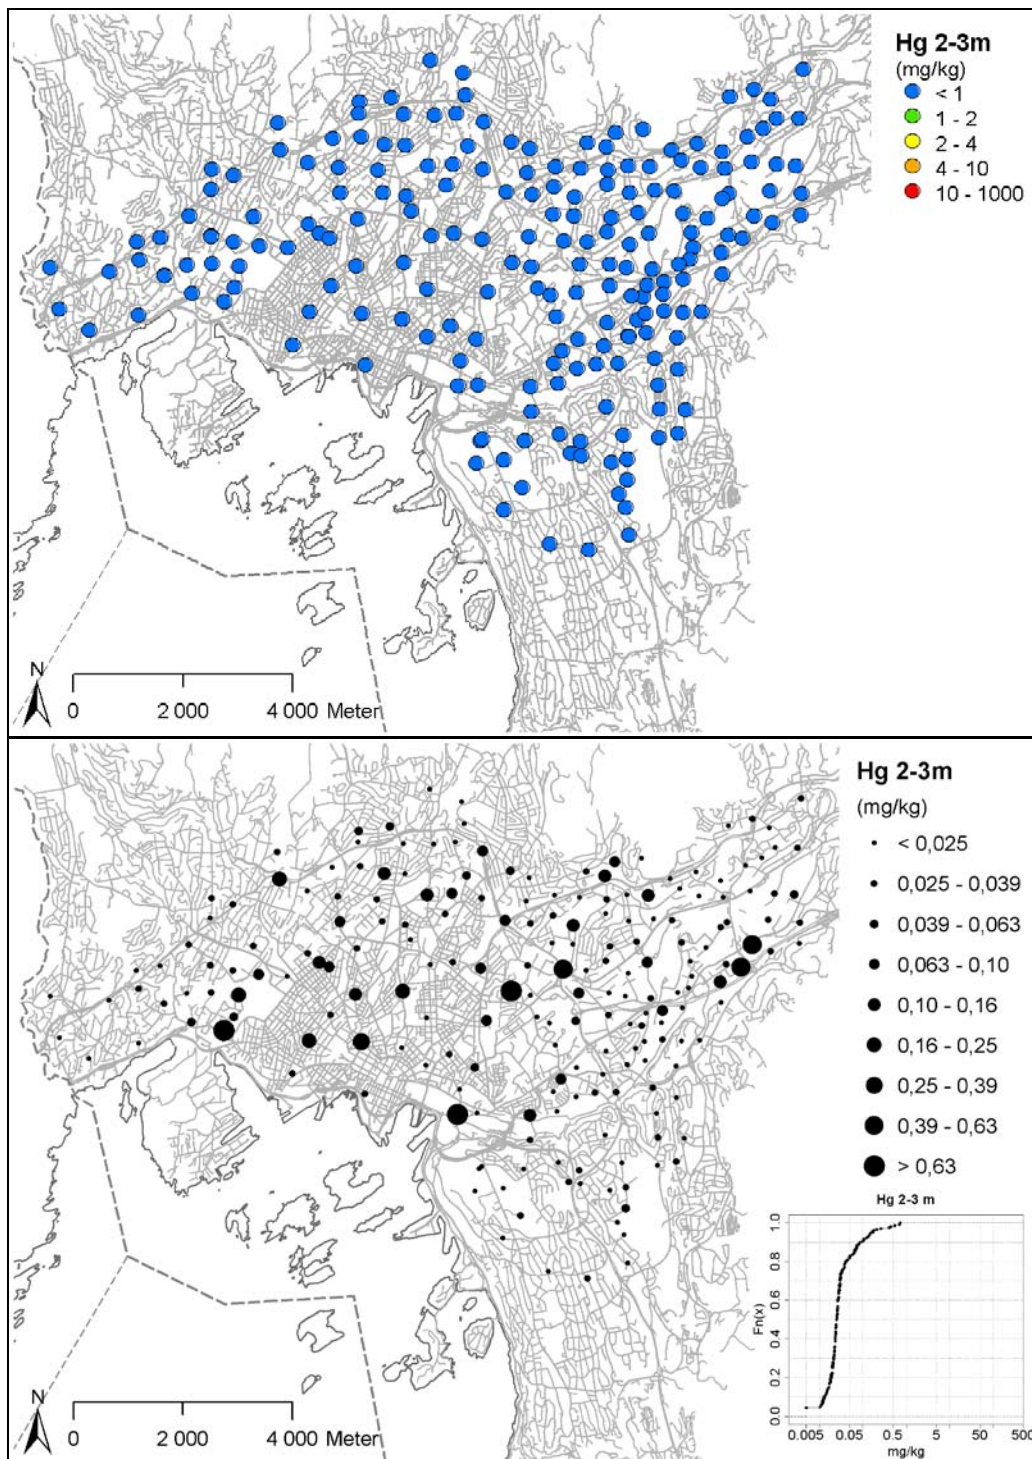 Hg 2-3m
(mg/kg)
< 1
1 - 2
2 - 4
4 - 10
10 - 1000
N
0 2 000 4 000 Meter
Hg 2-3m
(mg/kg)
< 0,025
0,025 - 0,039
0,039 - 0,063
0,063 - 0,10
0,10 - 0,16
0,16 - 0,25
0,25 - 0,39
0,39 - 0,63
> 0,63
Hg 2-3 m
1.0
0.8
0.6
0.4
0.2
0.0
Fn(x)
0.005 0.05 0.5 5 50 500
mg/kg
N
0 2 000 4 000 Meter